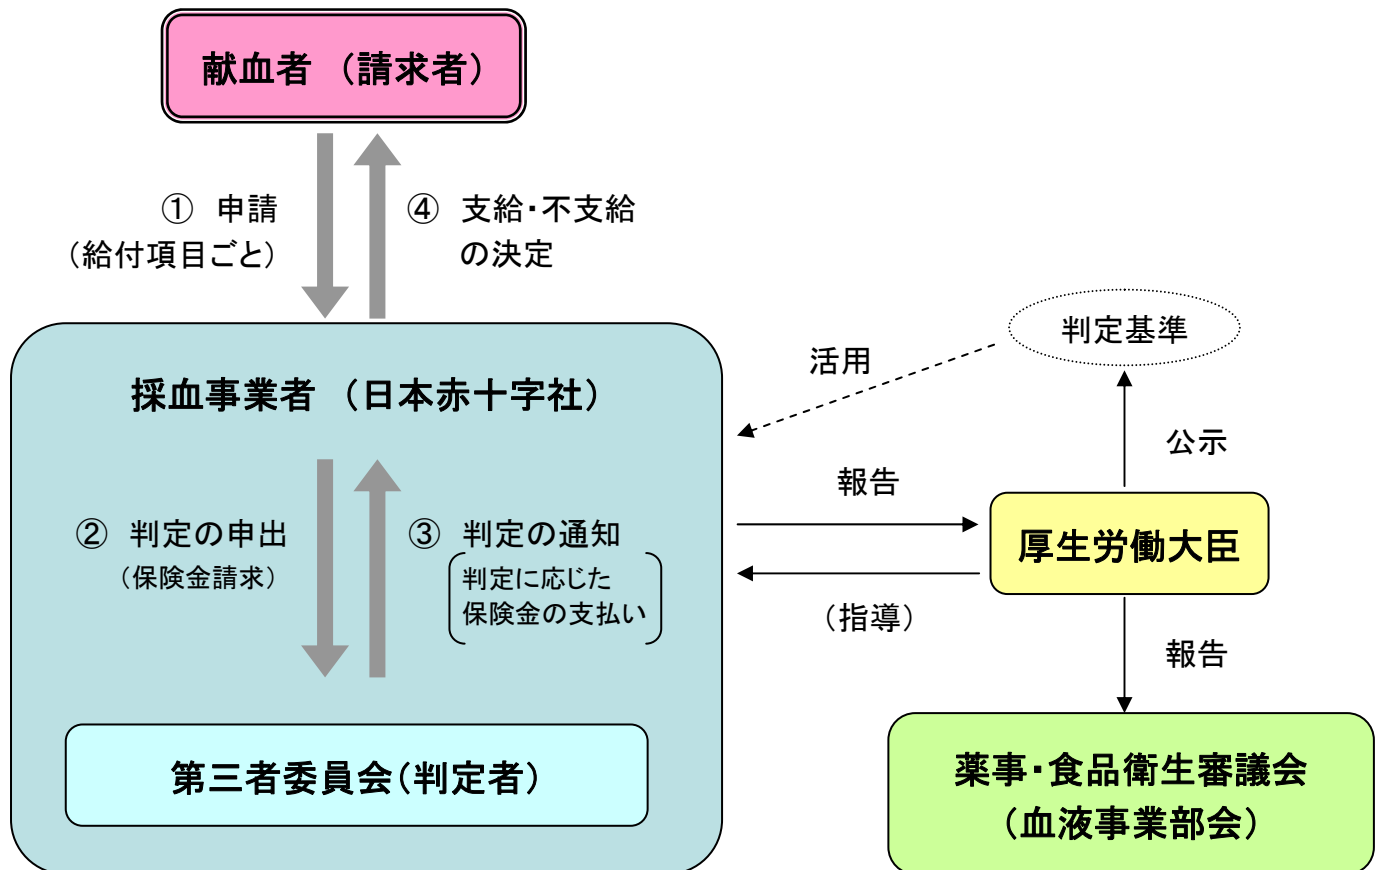 献血者 （請求者）
① 申請
（給付項目ごと）
④ 支給・不支給
の決定
採血事業者 （日本赤十字社）
② 判定の申出
（保険金請求）
③ 判定の通知
判定に応じた
保険金の支払い
第三者委員会（判定者）
活用
判定基準
公示
報告
（指導）
厚生労働大臣
報告
薬事・食品衛生審議会
（血液事業部会）